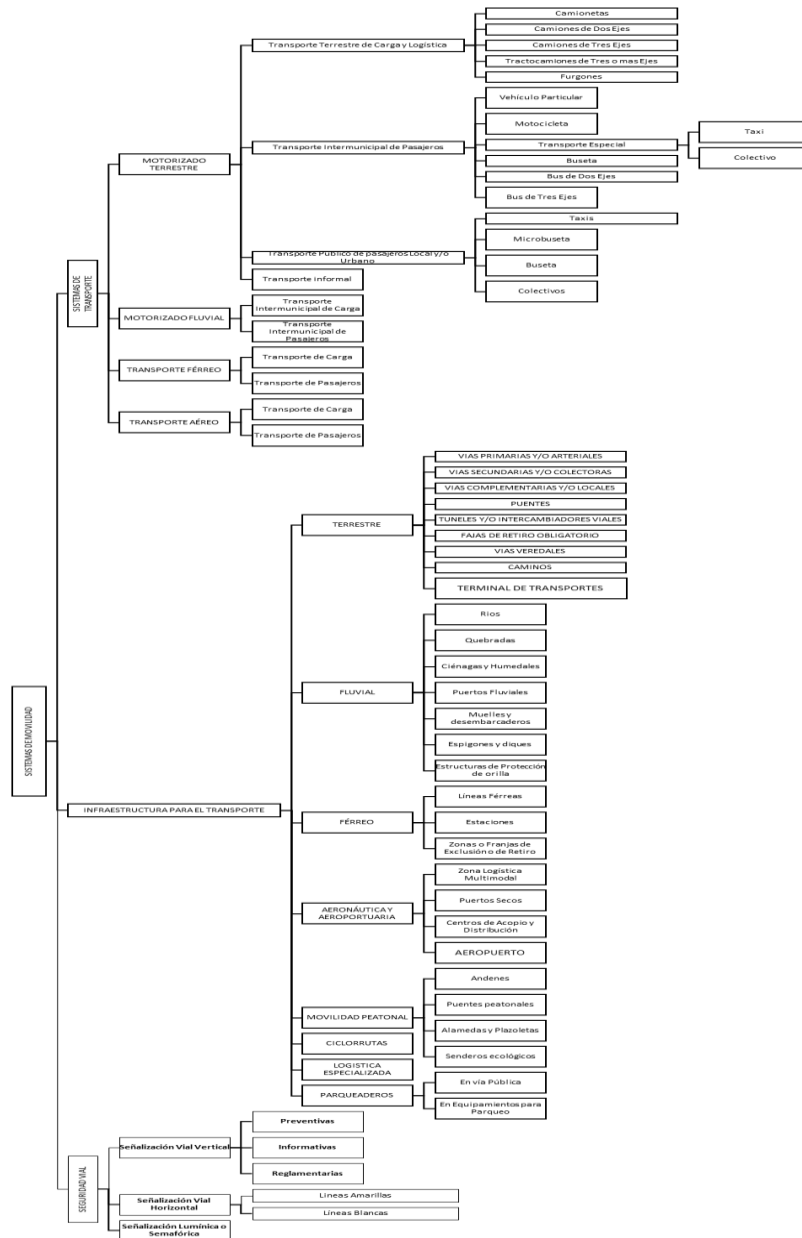 SISTEMAS DE MOVILIDAD
SISTEMAS DE
TRANSPORTE
MOTORIZADO
TERRESTRE
Transporte Terrestre de Carga y Logística
Camionetas
Camiones de Dos Ejes
Camiones de Tres Ejes
Tractocamiones de Tres o mas Ejes
Furgones
Transporte Intermunicipal de Pasajeros
Vehículo Particular
Motocicleta
Transporte Especial
Taxi
Colectivo
Buseta
Bus de Dos Ejes
Bus de Tres Ejes
Transporte Público de pasajeros Local y/o
Urbano
Taxis
Microbuseta
Buseta
Colectivos
Transporte Informal
MOTORIZADO FLUVIAL
Transporte
Intermunicipal de Carga
Transporte
Intermunicipal de
Pasajeros
TRANSPORTE FÉRREO
Transporte de Carga
Transporte de Pasajeros
TRANSPORTE AÉREO
Transporte de Carga
Transporte de Pasajeros
INFRAESTRUCTURA PARA EL TRANSPORTE
TERRESTRE
VIAS PRIMARIAS Y/O ARTERIALES
VIAS SECUNDARIAS Y/O COLECTORAS
VIAS COMPLEMENTARIAS Y/O LOCALES
PUENTES
TUNELES Y/O INTERCAMBIADORES VIALES
FAJAS DE RETIRO OBLIGATORIO
VIAS VEREDALES
CAMINOS
TERMINAL DE TRANSPORTES
FLUVIAL
Rios
Quebradas
Ciénagas y Humedales
Puertos Fluviales
Muelles y
desembarcaderos
Espigones y diques
Estructuras de Protección
de orilla
FÉRREO
Líneas Férreas
Estaciones
Zonas o Franjas de
Exclusión o de Retiro
AERONÁUTICA Y
AEROPORTUARIA
Zona Logística
Multimodal
Puertos Secos
Centros de Acopio y
Distribución
AEROPUERTO
MOVILIDAD PEATONAL
Andenes
Puentes peatonales
Alamedas y Plazoletas
Senderos ecológicos
CICLORRUTAS
LOGISTICA
ESPECIALIZADA
PARQUEADEROS
En vía Pública
En Equipamientos para
Parqueo
SEGURIDAD VIAL
Señalización Vial Vertical
Preventivas
Informativas
Reglamentarias
Señalización Vial
Horizontal
Lineas Amarillas
Líneas Blancas
Señalización Lumínica o
Semafórica